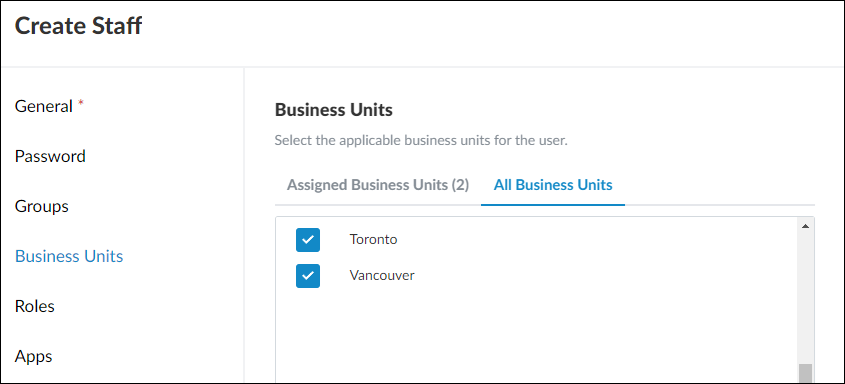 Create Staff
General *
Password
Groups
Business Units
Roles
Apps
Business Units
Select the applicable business units for the user.
Assigned Business Units (2) All Business Units
Toronto
Vancouver